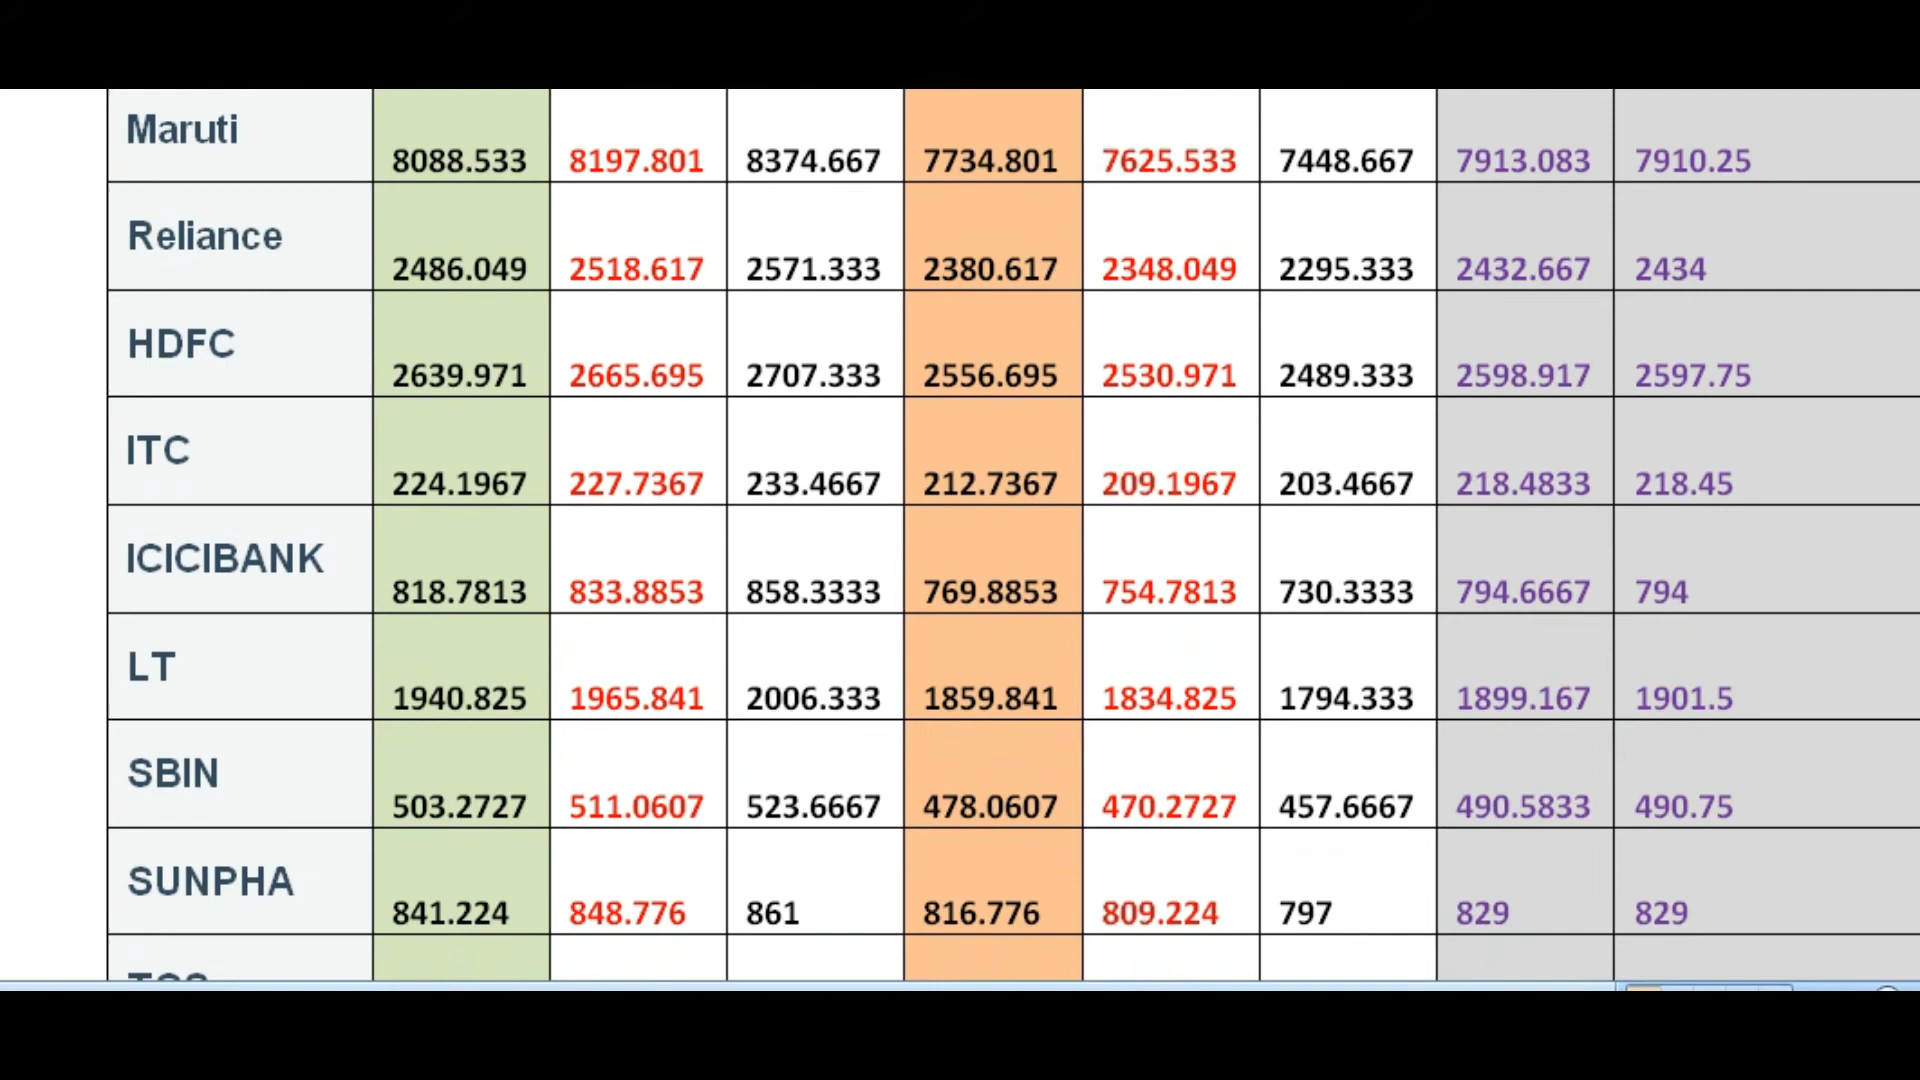 Maruti 8088.533 8197.801 8374.667 7734.801 7625.533 7448.667 7913.083 7910.25
Reliance 2486.049 2518.617 2571.333 2380.617 2348.049 2295.333 2432.667 2434
HDFC 2639.971 2665.695 2707.333 2556.695 2530.971 2489.333 2598.917 2597.75
ITC 224.1967 227.7367 233.4667 212.7367 209.1967 203.4667 218.4833 218.45
ICICIBANK 818.7813 833.8853 858.3333 769.8853 754.7813 730.3333 794.6667 794
LT 1940.825 1965.841 2006.333 1859.841 1834.825 1794.333 1899.167 1901.5
SBIN 503.2727 511.0607 523.6667 478.0607 470.2727 457.6667 490.5833 490.75
SUNPHA 841.224 848.776 861 816.776 809.224 797 829 829